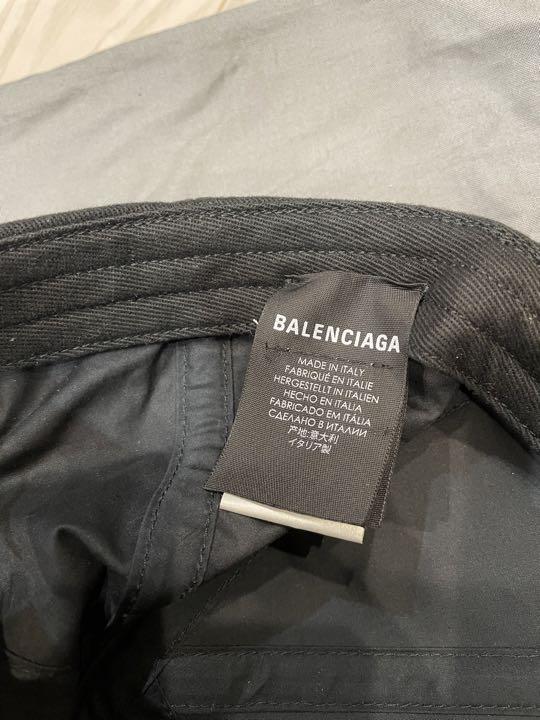 BALENCIAGA
MADE IN ITALY
FABRIQUÉ EN ITALIE
HERGESTELLT IN ITALIEN
HECHO EN ITALIA
FABRICADO EM ITÁLIA
СДЕЛАНО В ИТАЛИИ
产地:意大利
イタリア製